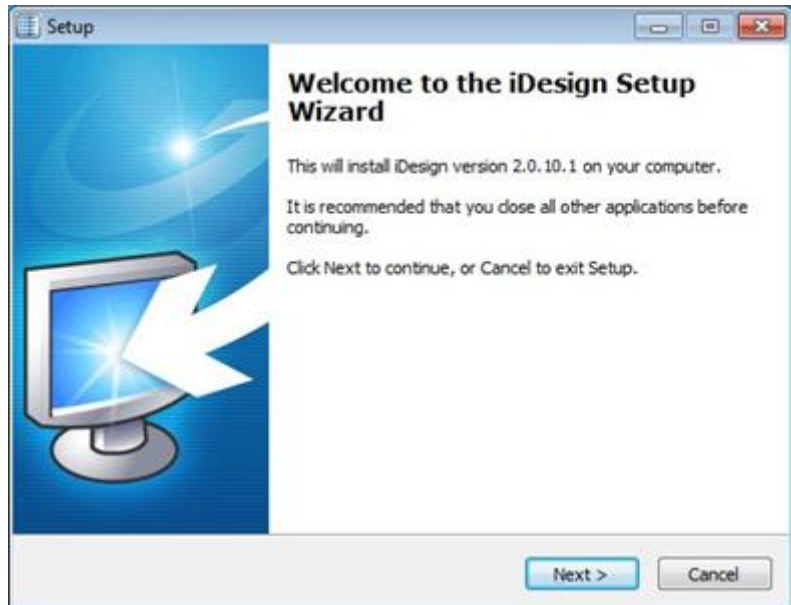 Setup
Welcome to the iDesign Setup
Wizard
This will install iDesign version 2.0.10.1 on your computer.
It is recommended that you close all other applications before
continuing.
Click Next to continue, or Cancel to exit Setup.
Next >
Cancel